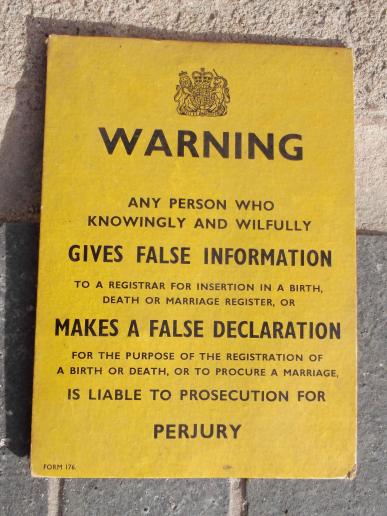 WARNING
ANY PERSON WHO
KNOWINGLY AND WILFULLY
GIVES FALSE INFORMATION
TO A REGISTRAR FOR INSERTION IN A BIRTH,
DEATH OR MARRIAGE REGISTER, OR
MAKES A FALSE DECLARATION
FOR THE PURPOSE OF THE REGISTRATION OF
A BIRTH OR DEATH, OR TO PROCURE A MARRIAGE,
IS LIABLE TO PROSECUTION FOR
PERJURY
FORM 176.